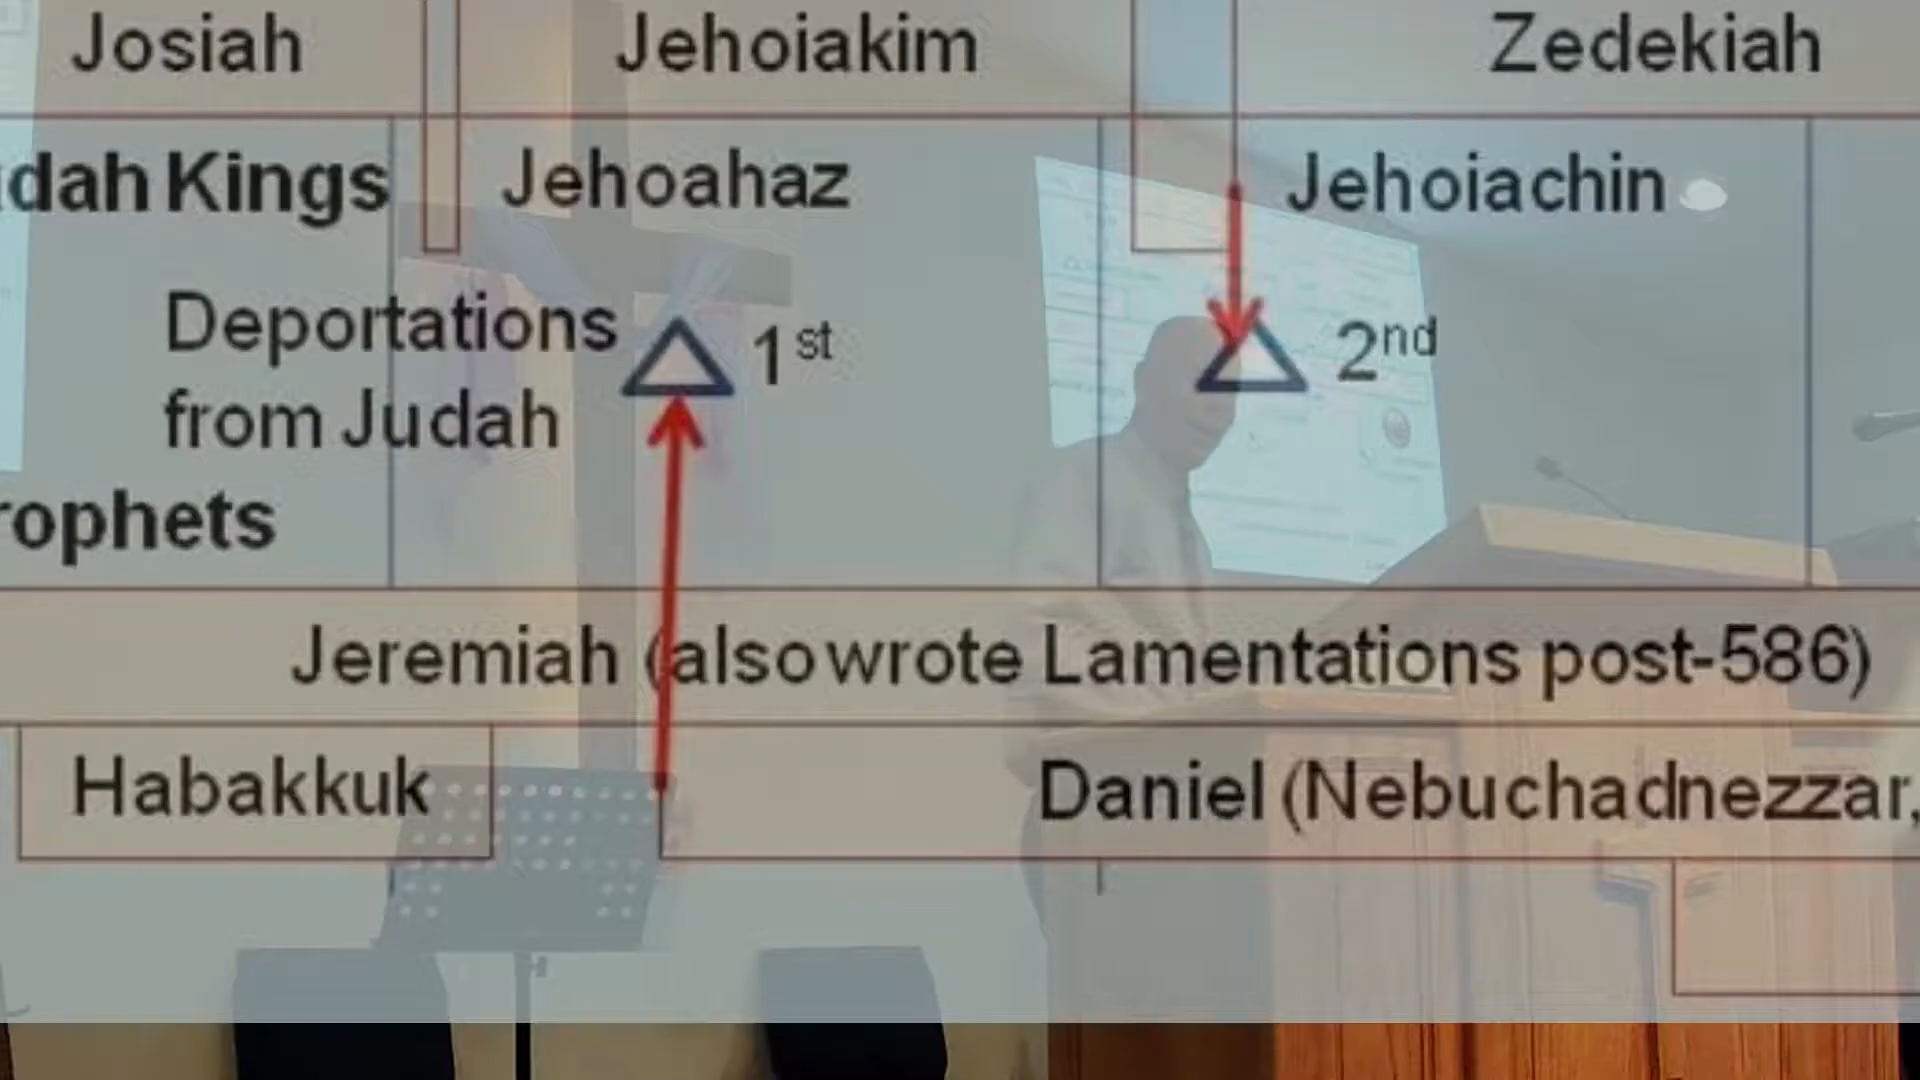 Josiah Jehoiakim Zedekiah
dah Kings Jehoahaz Jehoiachin
Deportations 1st 2nd
from Judah
rophets
Jeremiah (also wrote Lamentations post-586)
Habakkuk Daniel (Nebuchadnezzar,